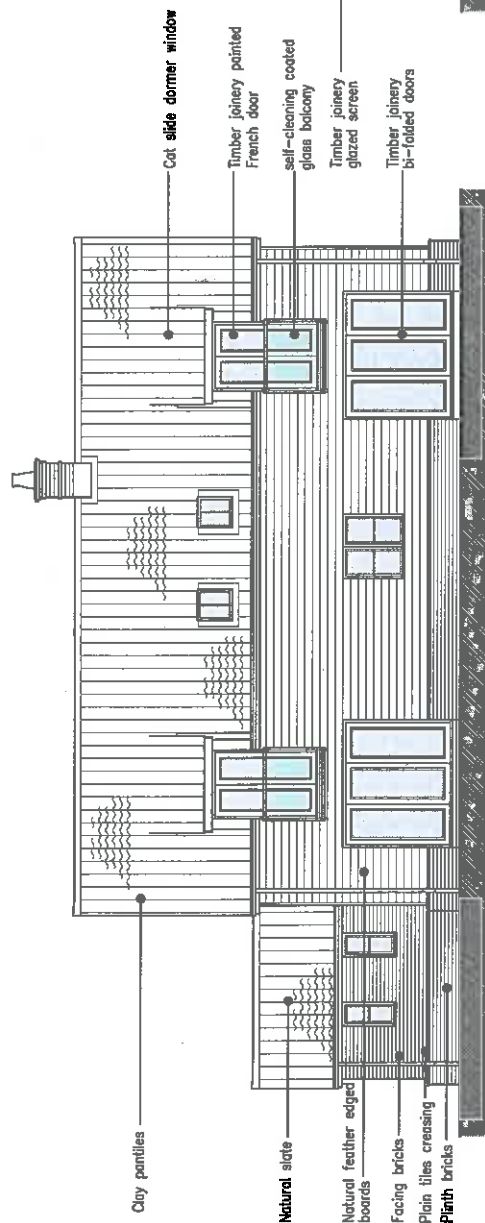 Clay pantiles
Natural slate
Natural feather edged
boards
Facing bricks
Plain tiles creasing
Plinth bricks
Cat slide dormer window
Timber joinery painted
French door
self-cleaning coated
glass balcony
Timber joinery
glazed screen
Timber joinery
bi-folded doors